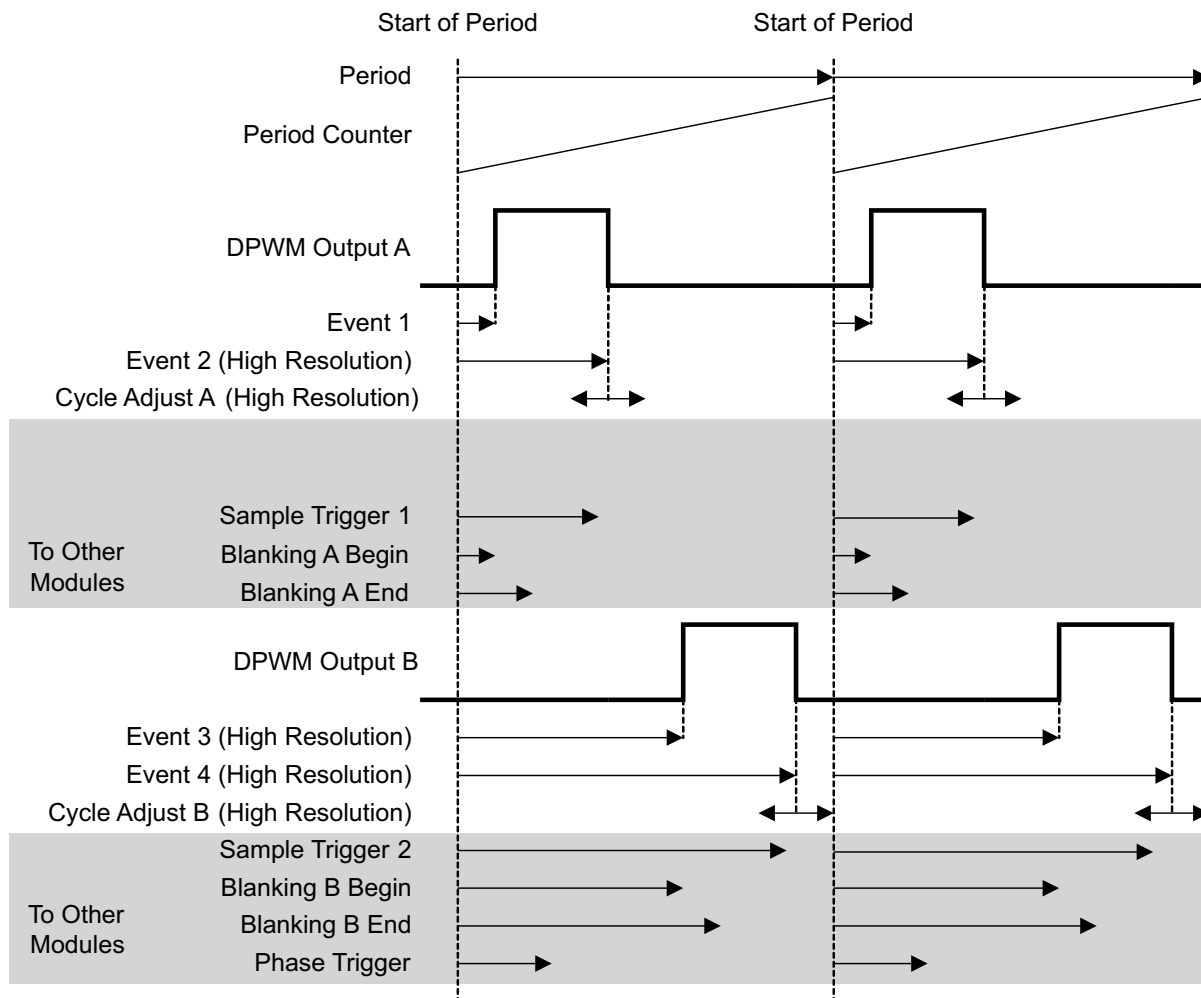 Start of Period
Start of Period
Period
Period Counter
DPWM Output A
Event 1
Event 2 (High Resolution)
Cycle Adjust A (High Resolution)
To Other
Modules
Sample Trigger 1
Blanking A Begin
Blanking A End
DPWM Output B
Event 3 (High Resolution)
Event 4 (High Resolution)
Cycle Adjust B (High Resolution)
To Other
Modules
Sample Trigger 2
Blanking B Begin
Blanking B End
Phase Trigger